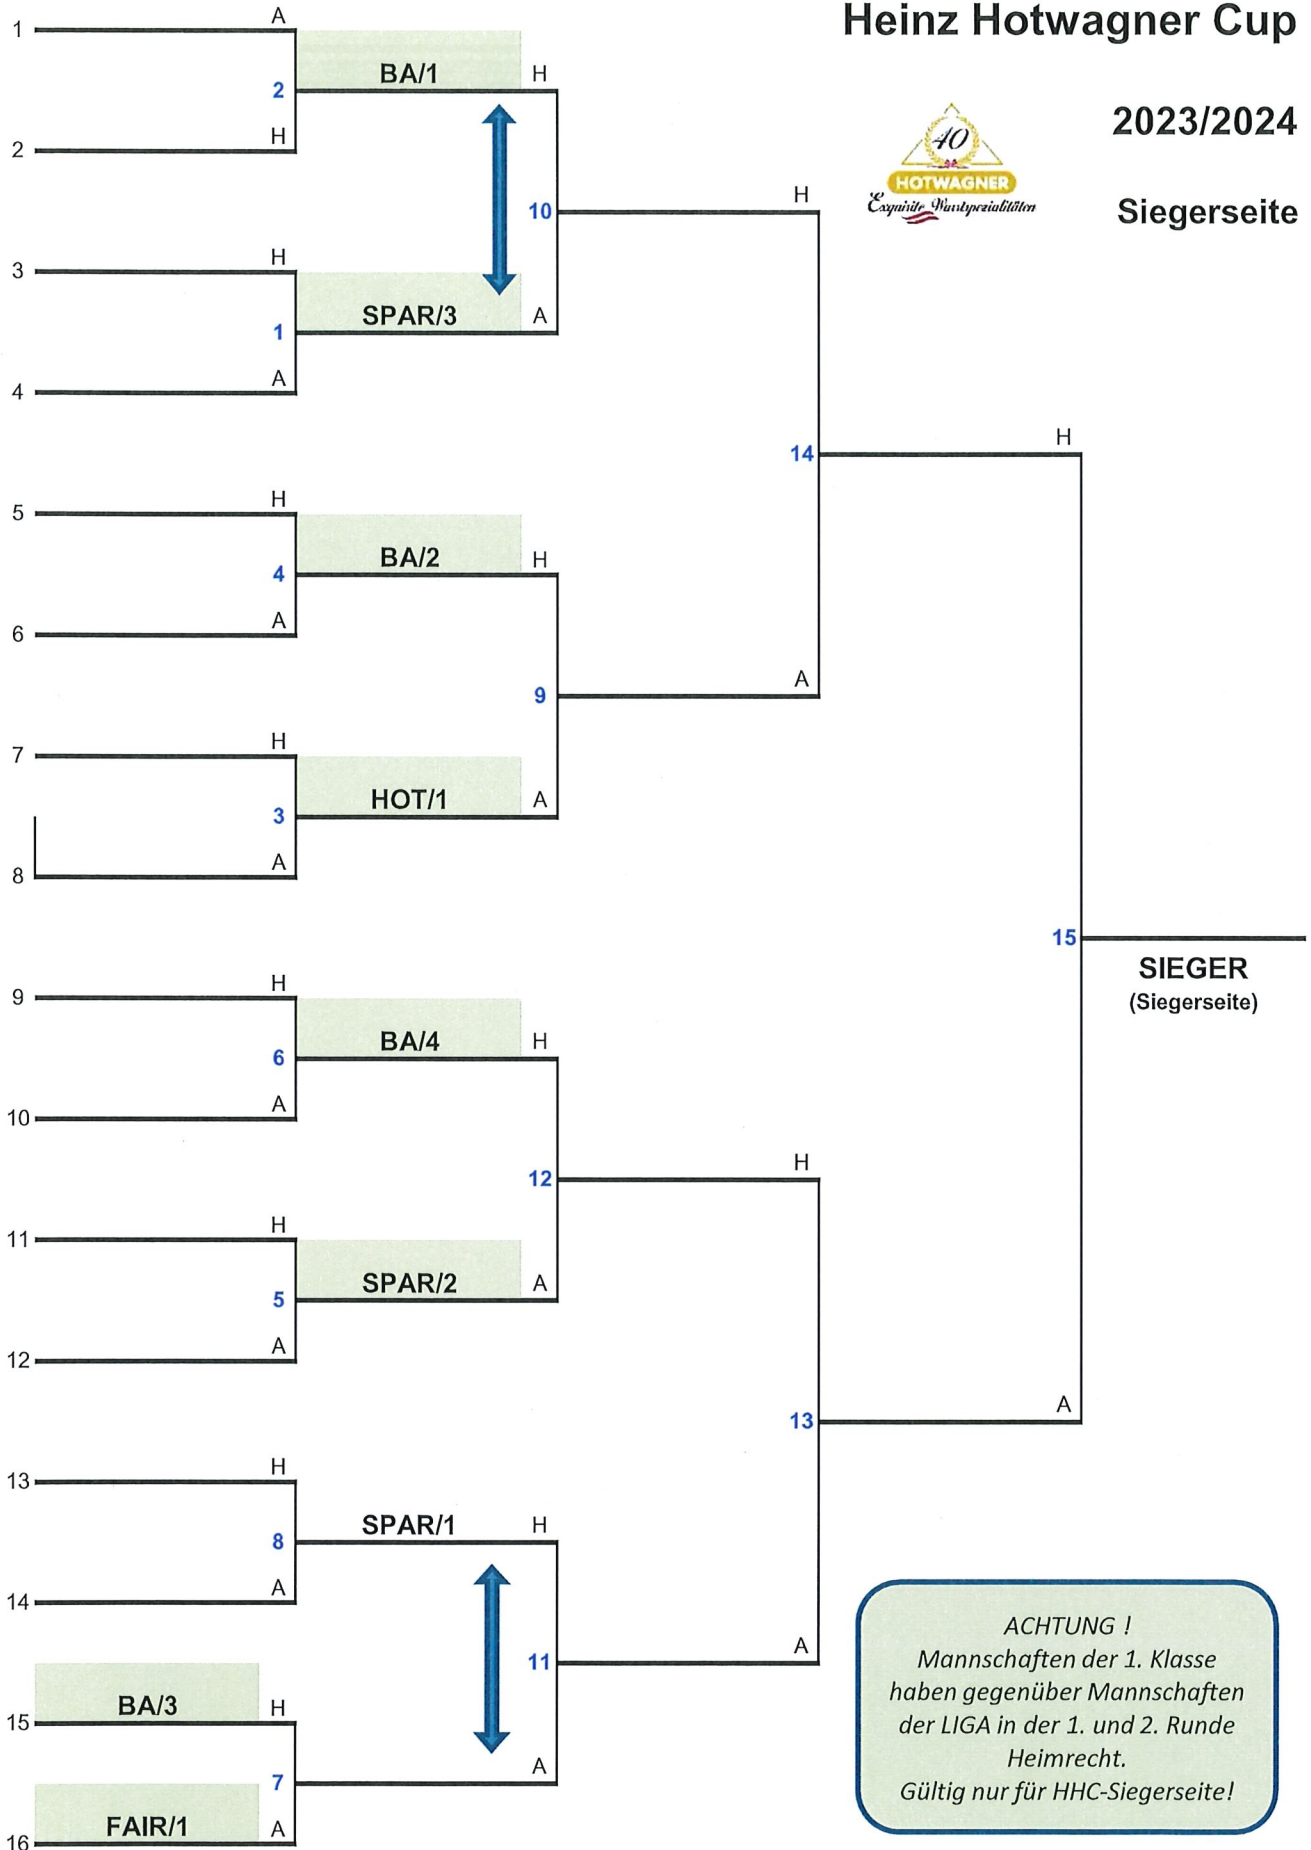 Heinz Hotwagner Cup
2023/2024
Siegerseite
40
HOTWAGNER
Exquisite Wurstspezialitäten
1
A
BA/1
H
2
2
H
10
H
3
H
SPAR/3
A
1
4
A
14
H
5
H
BA/2
H
4
6
A
9
A
7
H
HOT/1
A
3
8
A
15
SIEGER
(Siegerseite)
9
H
BA/4
H
6
10
A
12
H
11
H
SPAR/2
A
5
12
A
13
A
13
H
SPAR/1
H
8
14
A
11
A
BA/3
H
15
7
A
FAIR/1
A
16
ACHTUNG !
Mannschaften der 1. Klasse
haben gegenüber Mannschaften
der LIGA in der 1. und 2. Runde
Heimrecht.
Gültig nur für HHC-Siegerseite!